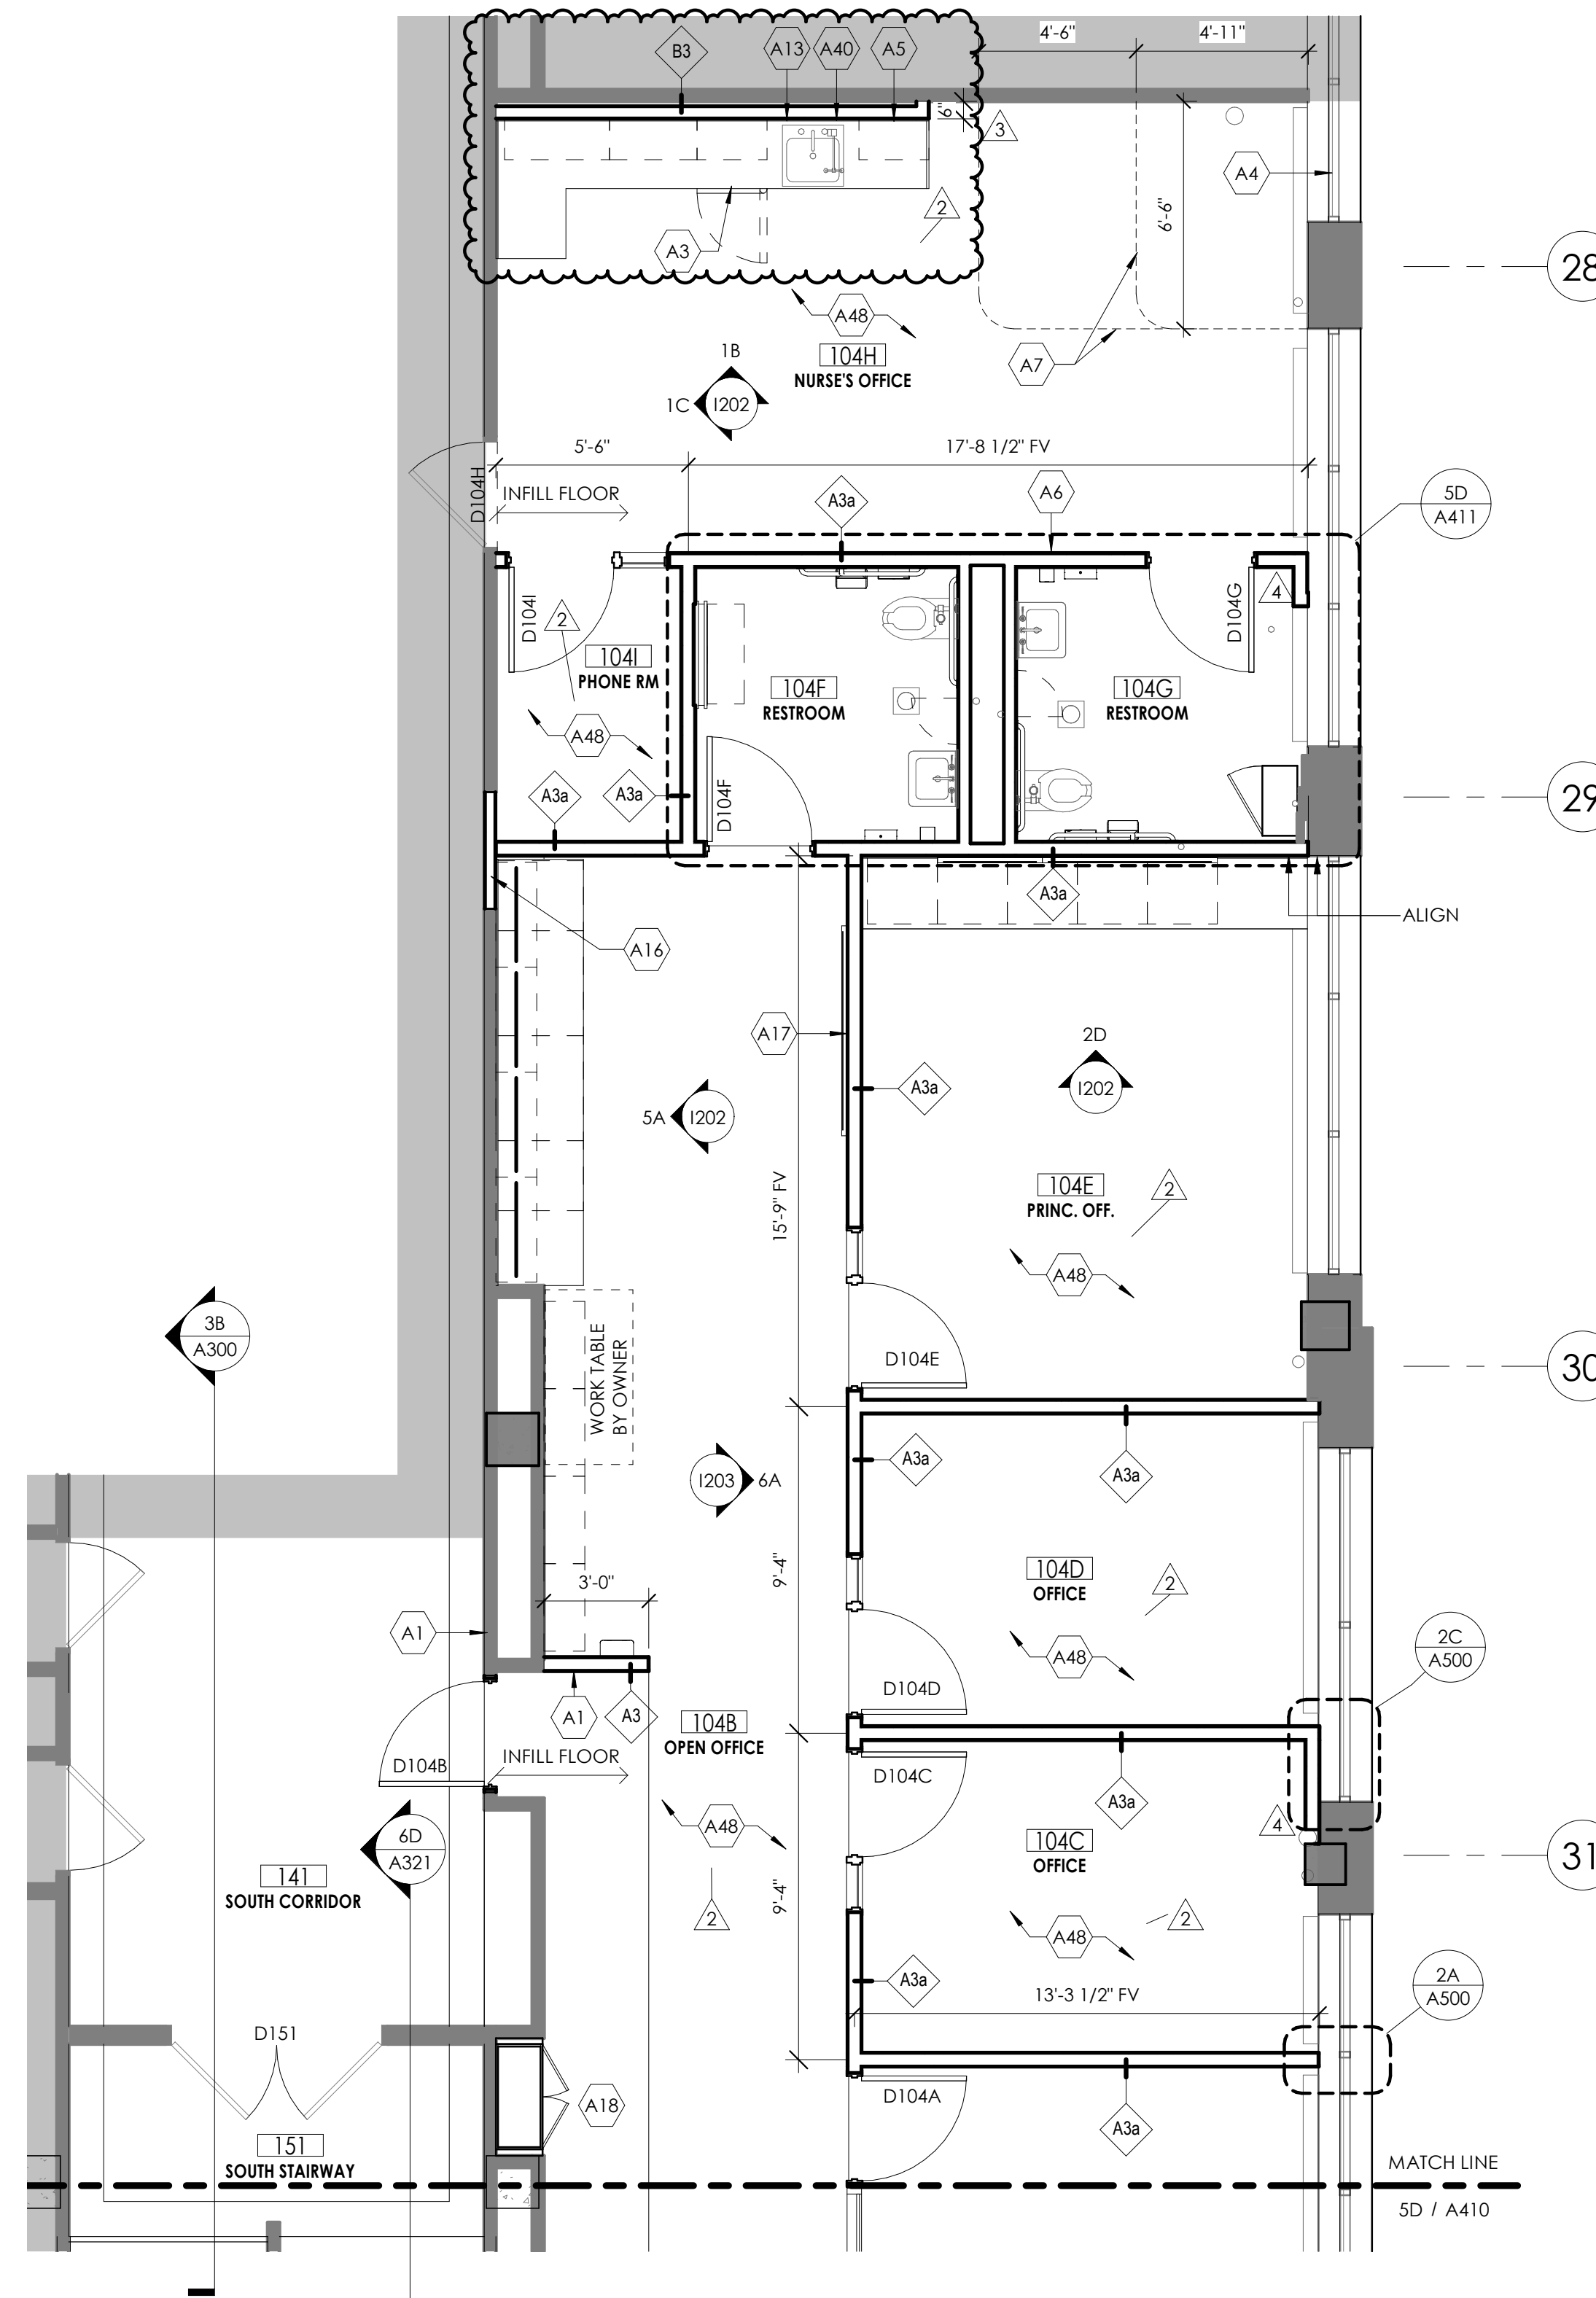 4'-6"
4'-11"
B3
A13
A40
A5
6"
3
A4
2
A3
6'-6"
28
A48
104H
NURSE'S OFFICE
A7
1B
1C
I202
5'-6"
17'-8 1/2" FV
D104H
INFILL FLOOR
A3a
A6
5D
A411
D104I
2
104I
PHONE RM
D104G
4
104F
RESTROOM
104G
RESTROOM
A48
A3a
A3a
D104F
29
A3a
ALIGN
A16
A17
2D
I202
A3a
5A
I202
15'-9" FV
104E
PRINC. OFF.
2
A48
3B
A300
WORK TABLE
BY OWNER
D104E
30
A3a
A3a
I203
6A
9'-4"
3'-0"
104D
OFFICE
2
A1
A48
2C
A500
D104D
A1
A3
104B
OPEN OFFICE
D104B
INFILL FLOOR
D104C
A3a
A48
4
104C
OFFICE
31
6D
A321
141
SOUTH CORRIDOR
2
9'-4"
2
A48
A3a
13'-3 1/2" FV
2A
A500
D151
A18
D104A
A3a
151
SOUTH STAIRWAY
MATCH LINE
5D / A410